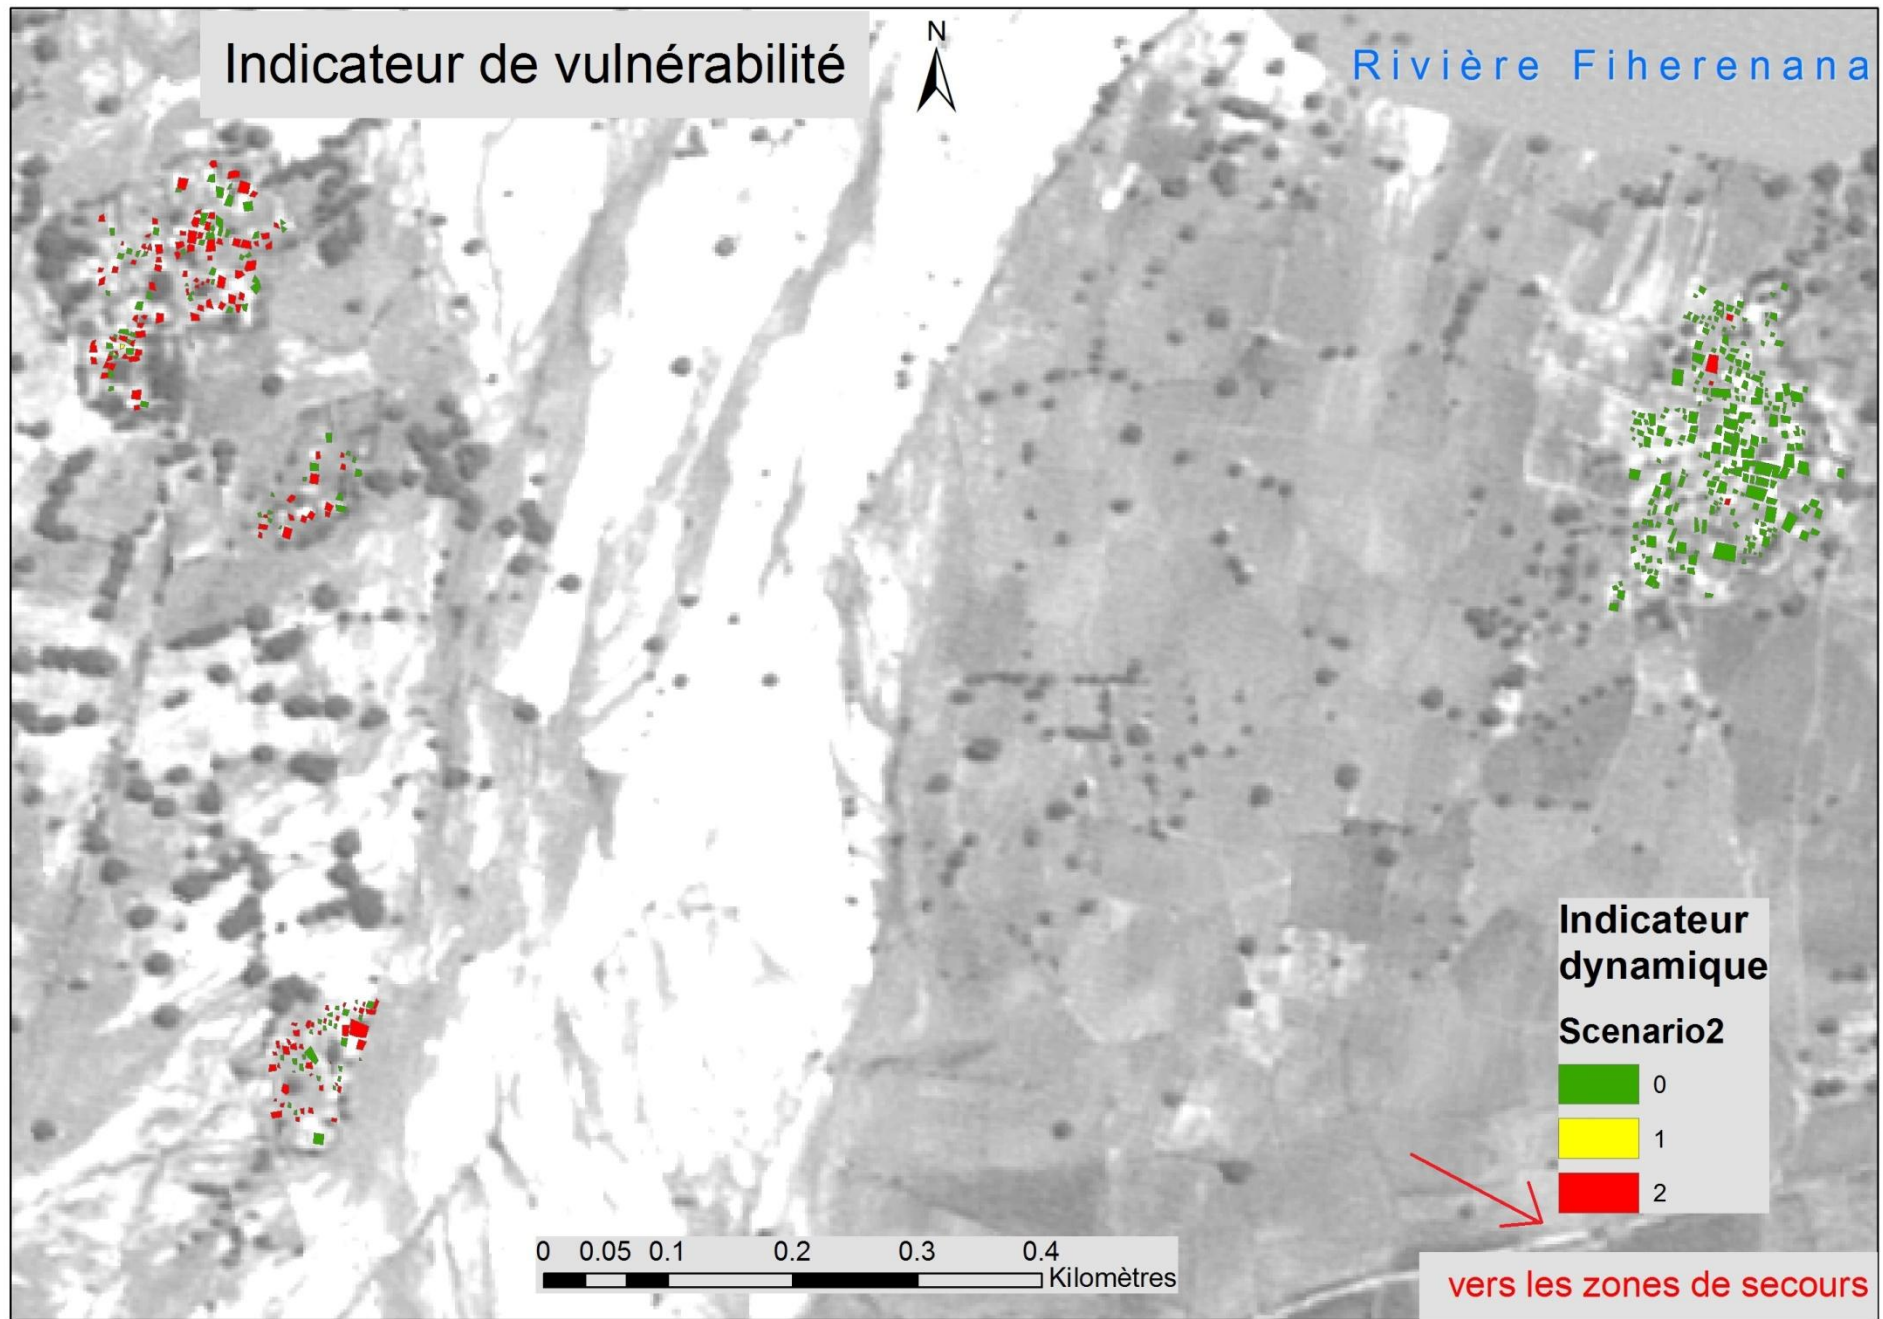 Indicateur de vulnérabilité
N
Rivière Fiherenana
Indicateur
dynamique
Scenario2
0
1
2
0 0.05 0.1 0.2 0.3 0.4
Kilomètres
vers les zones de secours